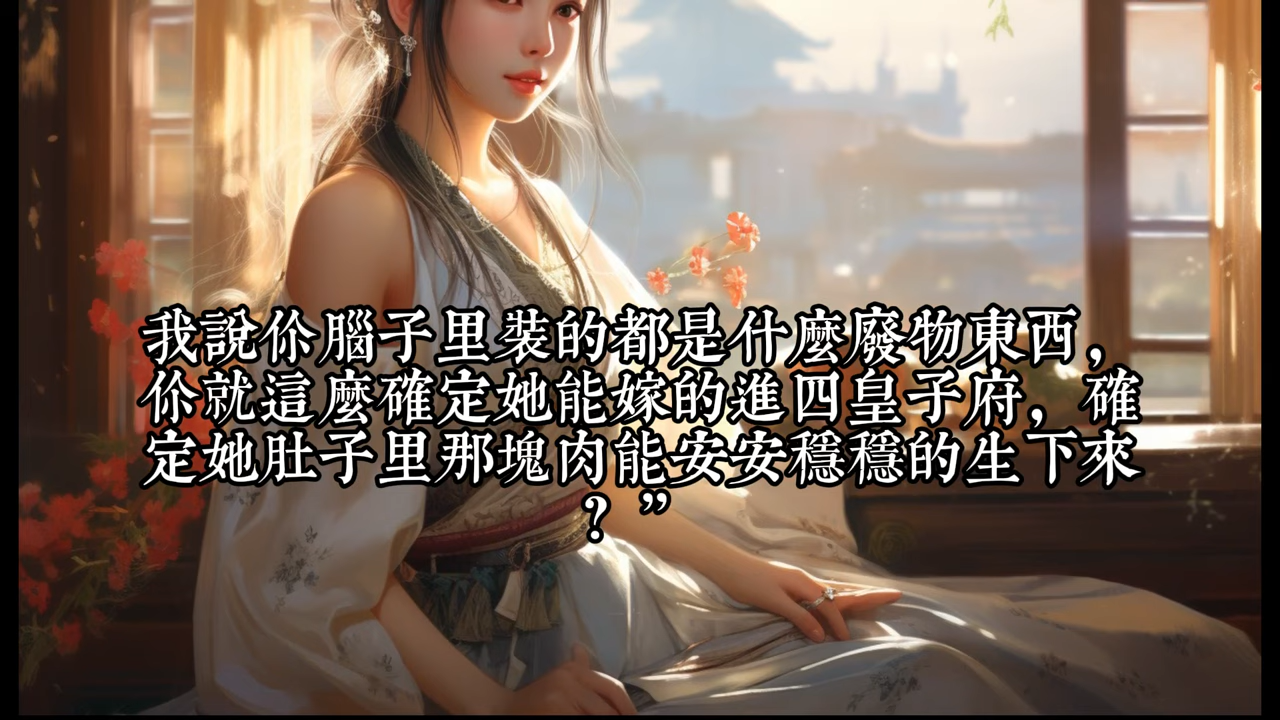 我說你腦子里裝的都是什麼廢物東西，
你就這麼確定她能嫁的進四皇子府，確
定她肚子里那塊肉能安安穩穩的生下來
？”